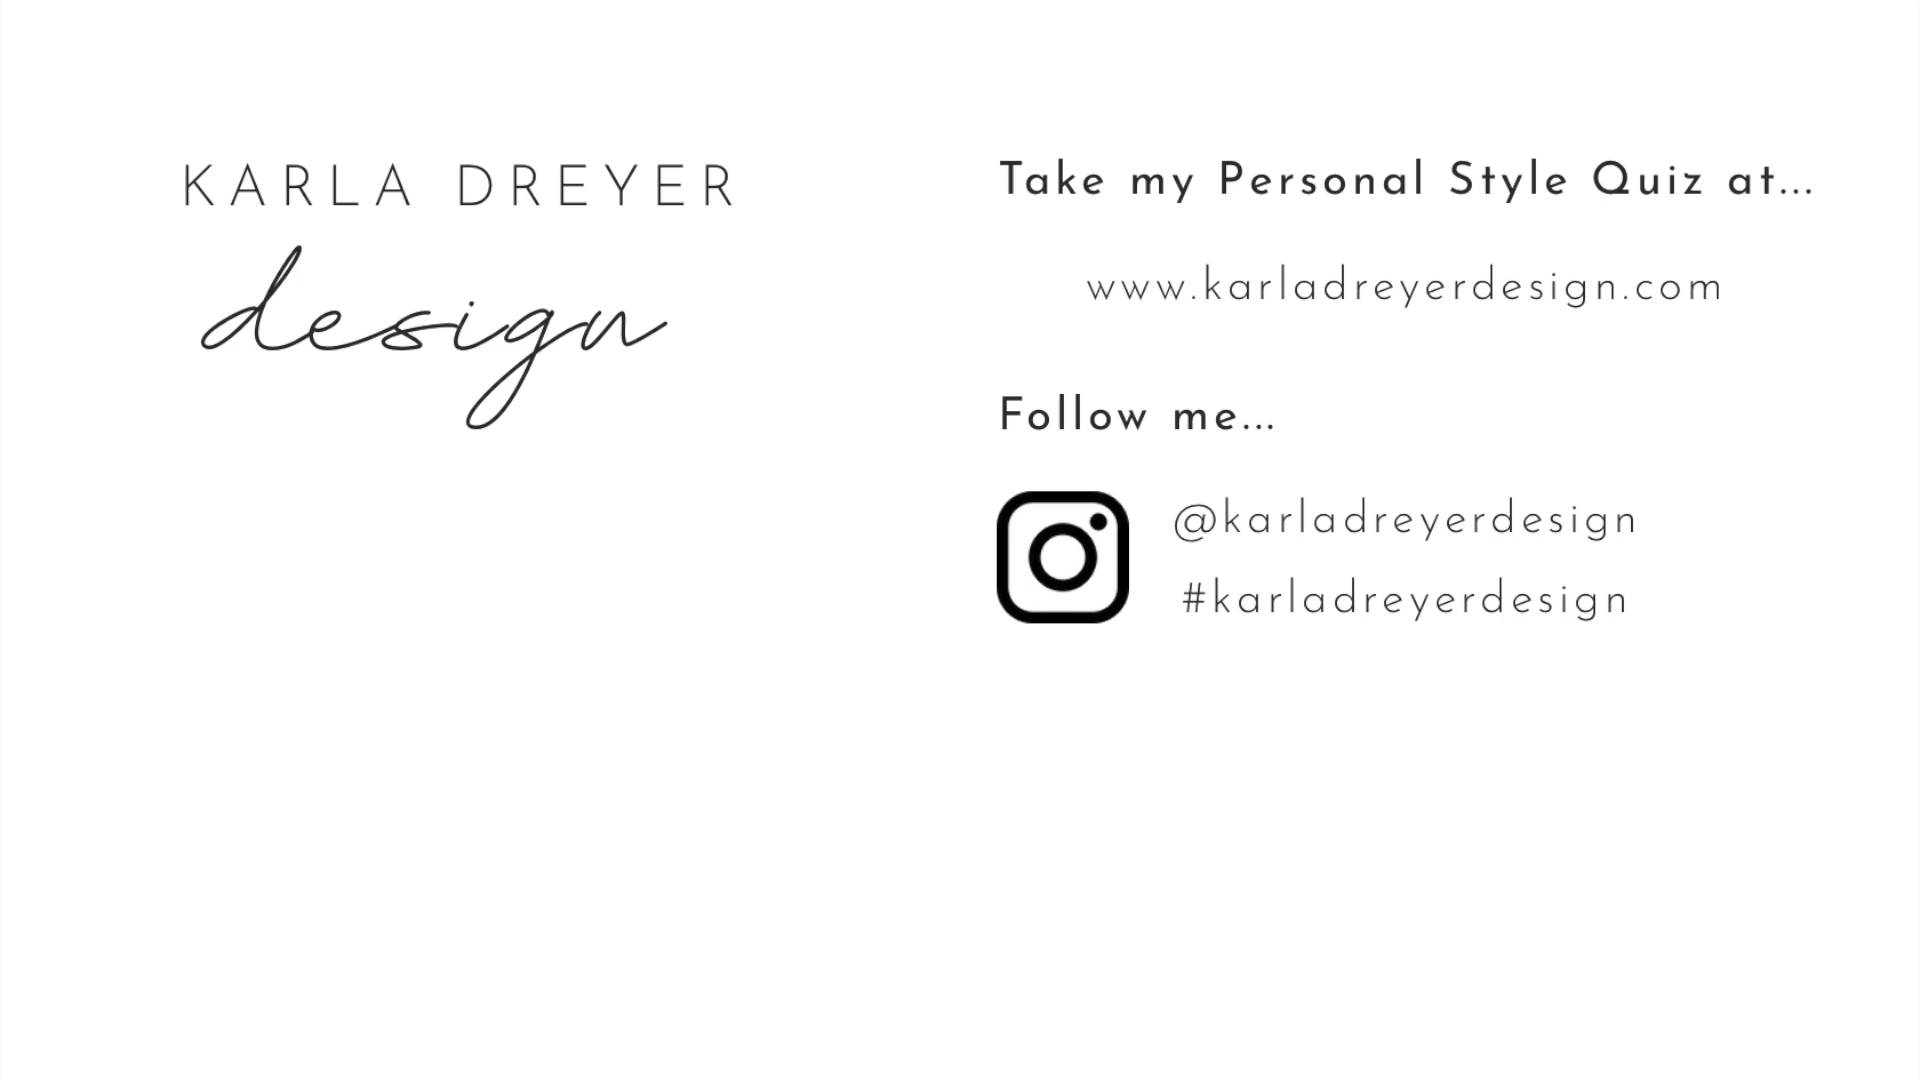 KARLA DREYER
design
Take my Personal Style Quiz at...
www.karladreyerdesign.com
Follow me...
@karladreyerdesign
#karladreyerdesign